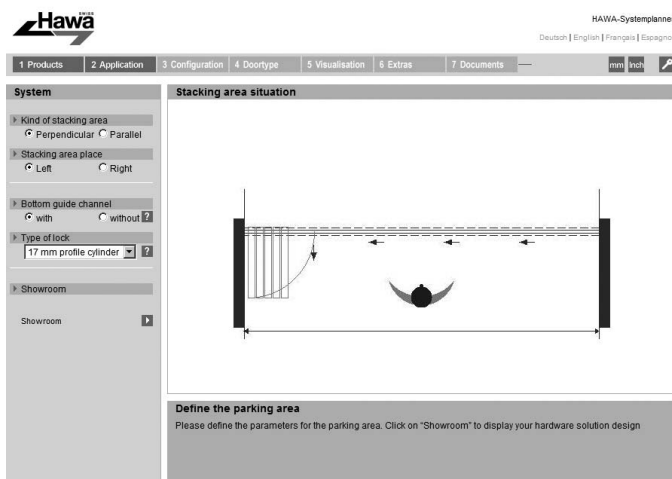 Hawa
SWISS
HAWA-Systemplanne
Deutsch | English | Français | Espagno
1 Products 2 Application 3 Configuration 4 Doortype 5 Visualisation 6 Extras 7 Documents
mm Inch
System
Stacking area situation
Kind of stacking area
Perpendicular Parallel
Stacking area place
Left Right
Bottom guide channel
with without ?
Type of lock
17 mm profile cylinder ?
Showroom
Showroom
Define the parking area
Please define the parameters for the parking area. Click on "Showroom" to display your hardware solution design